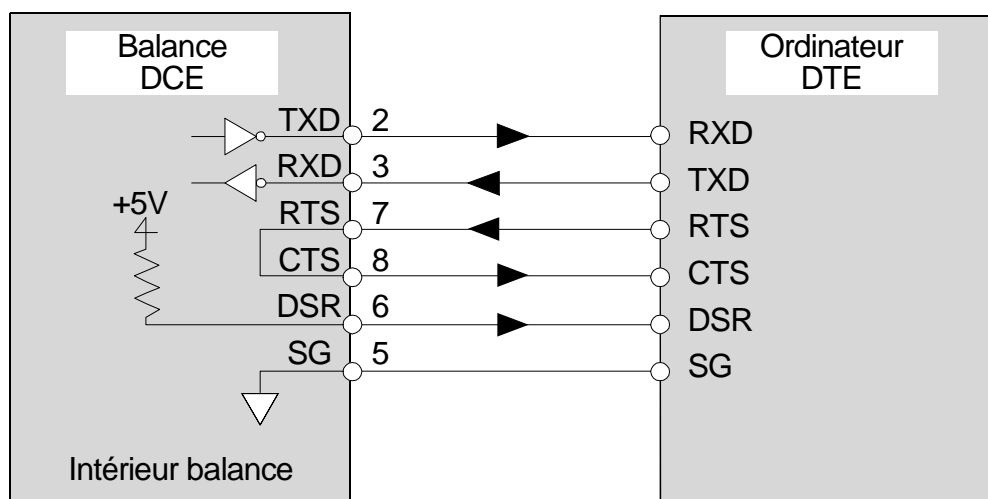 Balance
DCE
Ordinateur
DTE
TXD 2 RXD
RXD 3 TXD
+5V
RTS 7 RTS
CTS 8 CTS
DSR 6 DSR
SG 5 SG
Intérieur balance